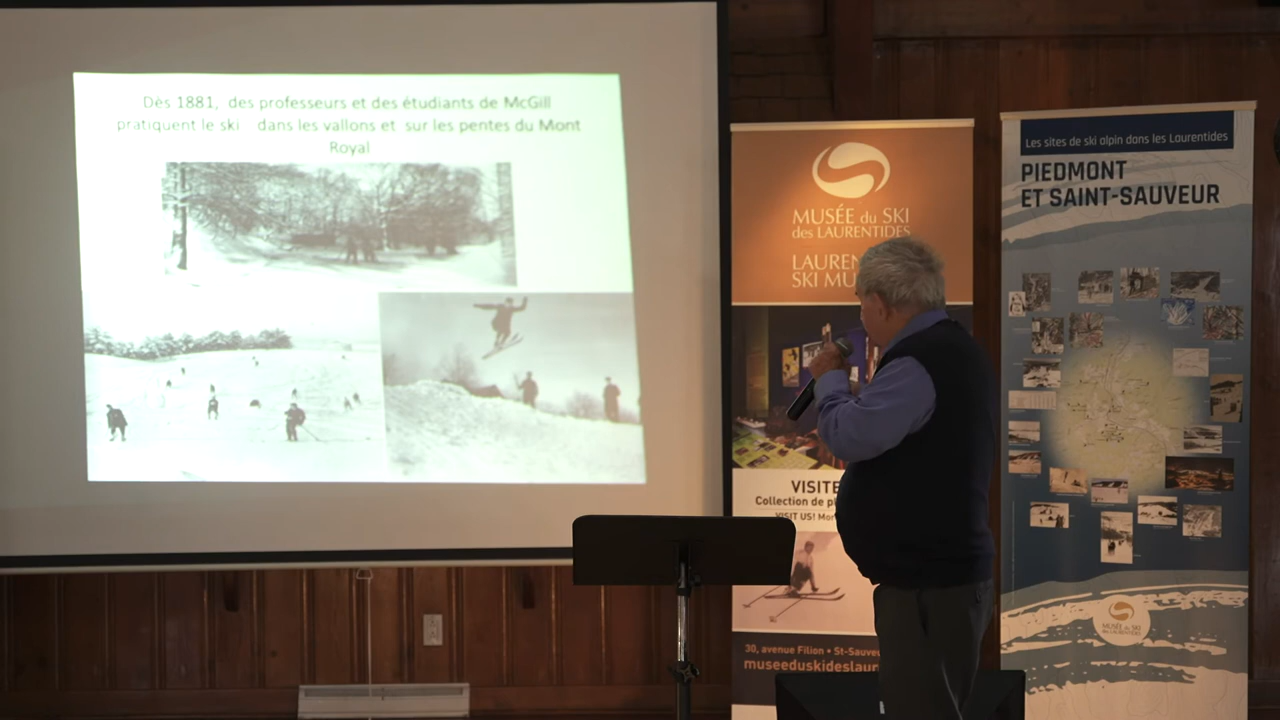 Dès 1881, des professeurs et des étudiants de McGill
pratiquent le ski dans les vallons et sur les pentes du Mont
Royal
MUSÉE du SKI
des LAURENTIDES
LAUREN
SKI MU
VISITE
Collection de p
VISIT US! Mor
30, avenue Filion • St-Sauve
museeduskideslaur
Les sites de ski alpin dans les Laurentides
PIEDMONT
ET SAINT-SAUVEUR
MUSÉE du SKI
des LAURENTIDES